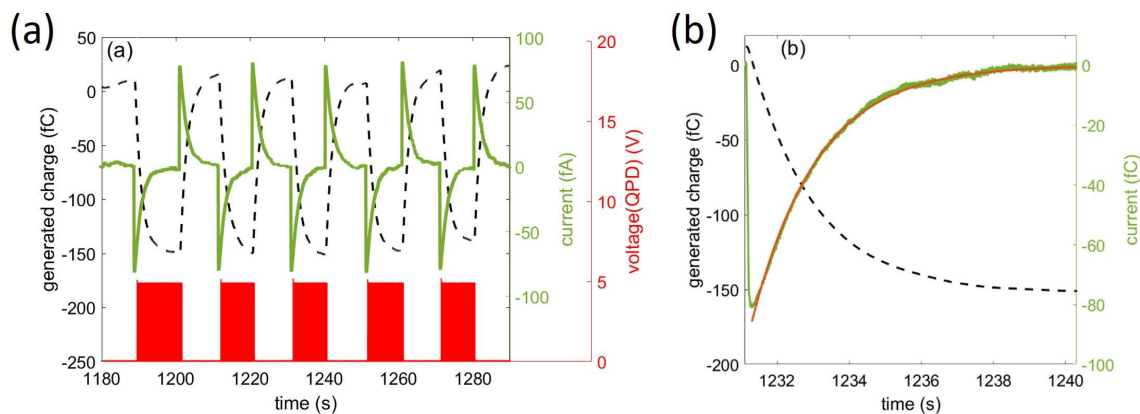 (a)
(a)
50
0
-50
-100
-150
-200
-250
generated charge (fC)
1180 1200 1220 1240 1260 1280
time (s)
100
50
0
-50
-100
current (fA)
20
15
10
5
0
voltage(QPD) (V)
(b)
(b)
0
-50
-100
-150
-200
generated charge (fC)
1232 1234 1236 1238 1240
time (s)
0
-20
-40
-60
-80
-100
current (fC)